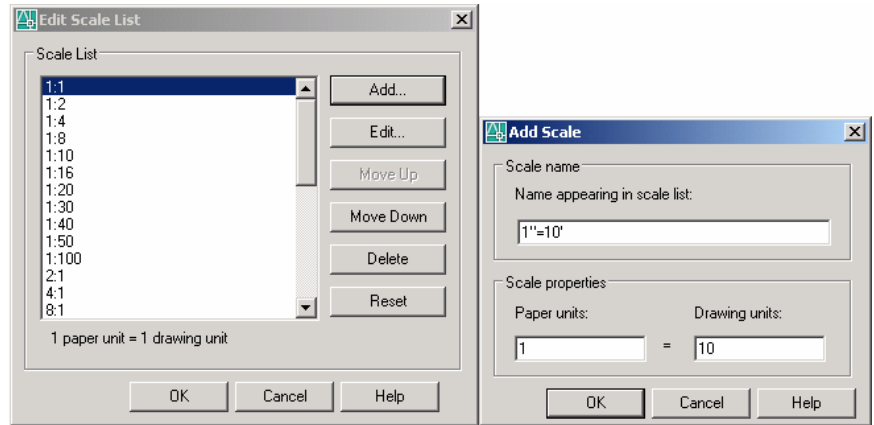 Edit Scale List
Scale List
1:1
1:2
1:4
1:8
1:10
1:16
1:20
1:30
1:40
1:50
1:100
2:1
4:1
8:1
Add...
Edit...
Move Up
Move Down
Delete
Reset
1 paper unit = 1 drawing unit
OK Cancel Help
Add Scale
Scale name
Name appearing in scale list:
1"=10'
Scale properties
Paper units: Drawing units:
1 = 10
OK Cancel Help